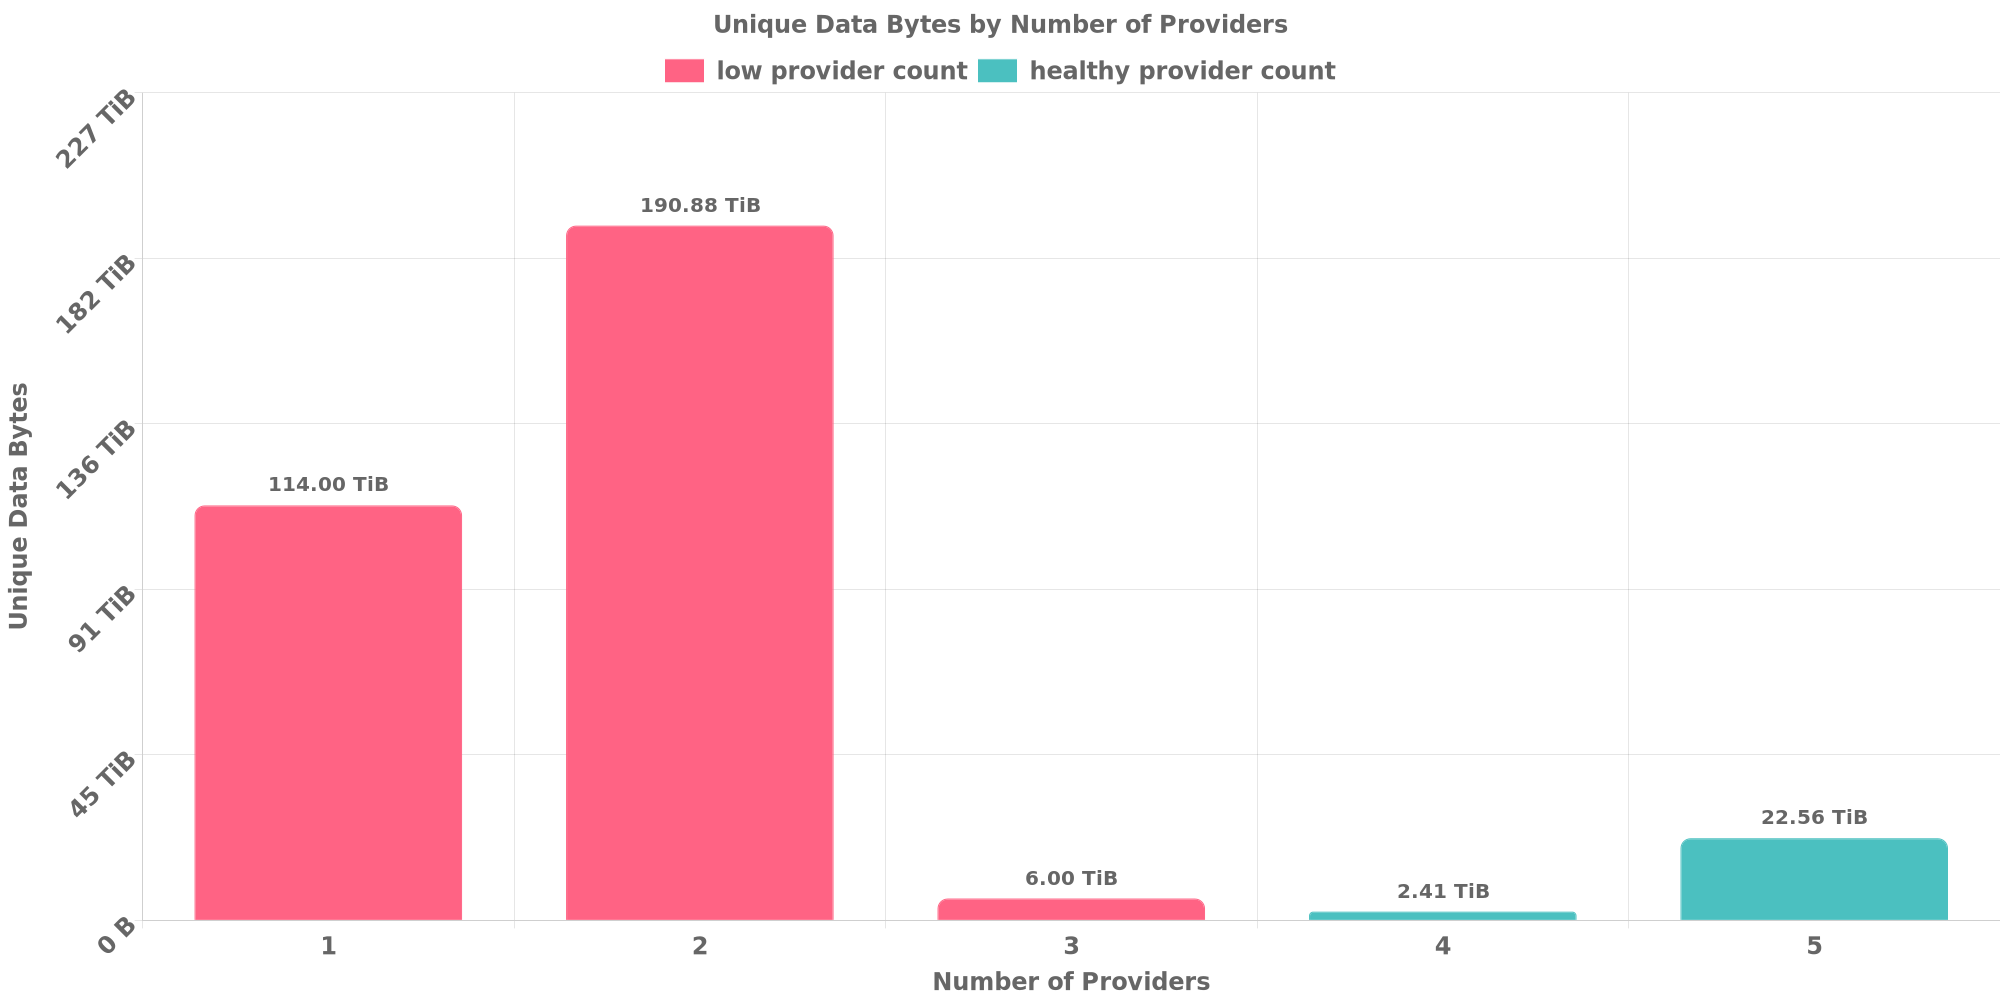 Unique Data Bytes by Number of Providers
low provider count healthy provider count
227 TiB
182 TiB
136 TiB
91 TiB
45 TiB
0 B
Unique Data Bytes
114.00 TiB
190.88 TiB
6.00 TiB
2.41 TiB
22.56 TiB
1 2 3 4 5
Number of Providers